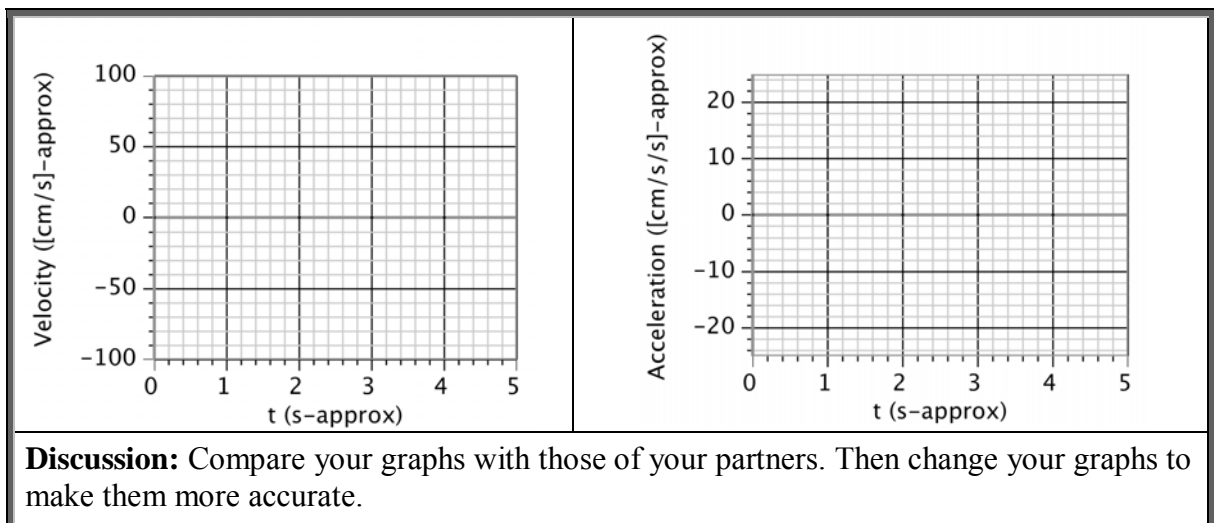 Velocity ([cm/s]-approx)
100
50
0
-50
-100
0 1 2 3 4 5
t (s-approx)
Acceleration ([cm/s/s]-approx)
20
10
0
-10
-20
0 1 2 3 4 5
t (s-approx)
Discussion: Compare your graphs with those of your partners. Then change your graphs to
make them more accurate.